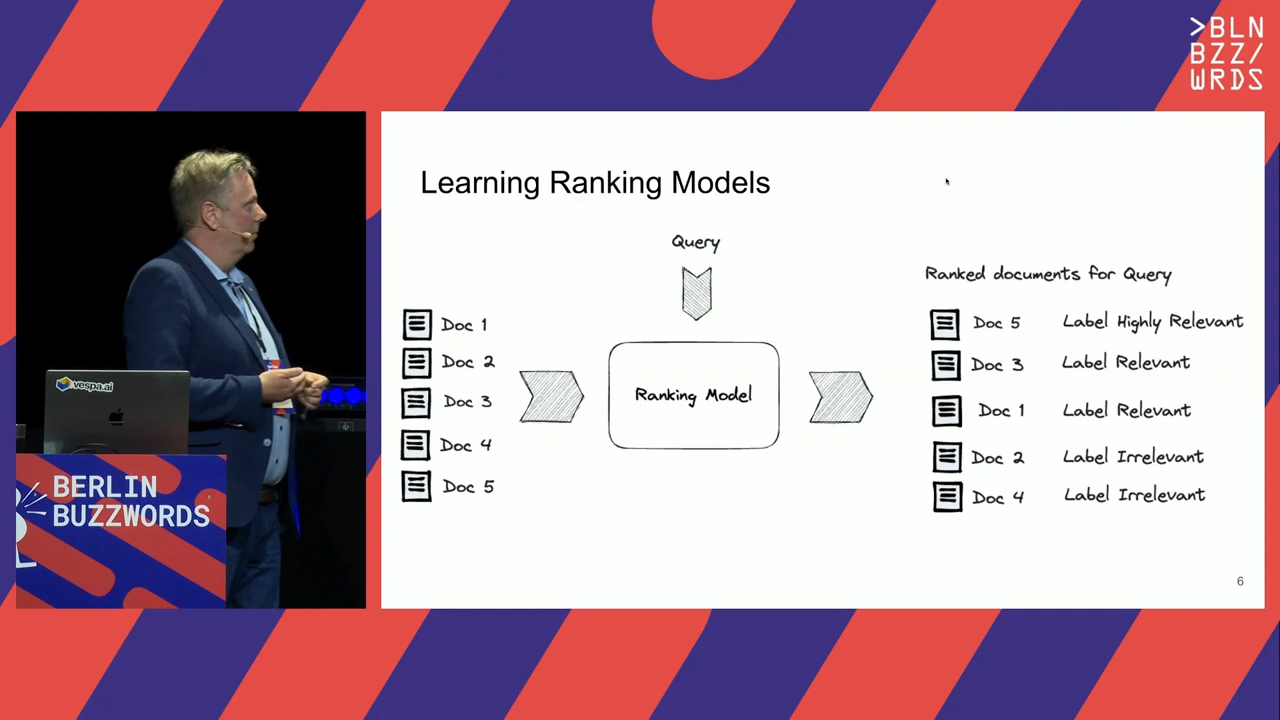 >BLN
BZZ/
WRDS
Learning Ranking Models
Query
Ranked documents for Query
Doc 1
Doc 2
Doc 3
Doc 4
Doc 5
Ranking Model
Doc 5 Label Highly Relevant
Doc 3 Label Relevant
Doc 1 Label Relevant
Doc 2 Label Irrelevant
Doc 4 Label Irrelevant
6
vespa.ai
BERLIN
BUZZWORDS